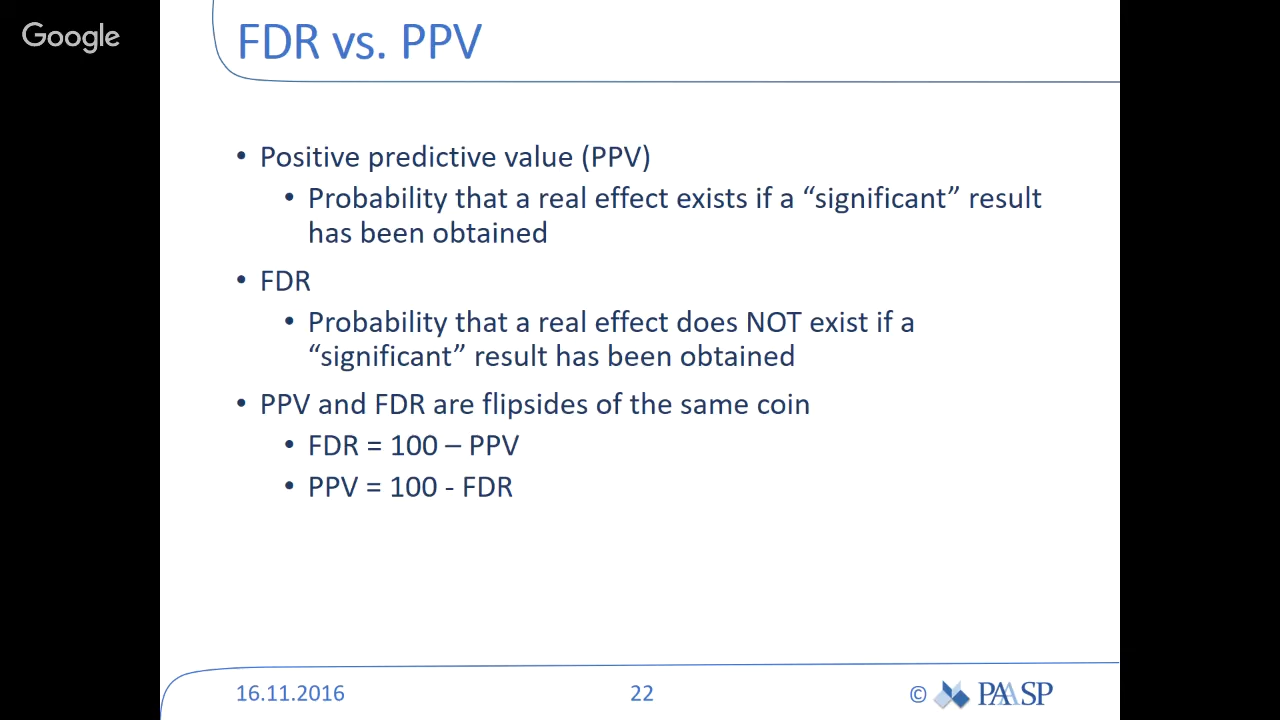 Google
FDR vs. PPV
• Positive predictive value (PPV)
• Probability that a real effect exists if a “significant” result
has been obtained
• FDR
• Probability that a real effect does NOT exist if a
“significant” result has been obtained
• PPV and FDR are flipsides of the same coin
• FDR = 100 – PPV
• PPV = 100 - FDR
16.11.2016
22
© PAASP